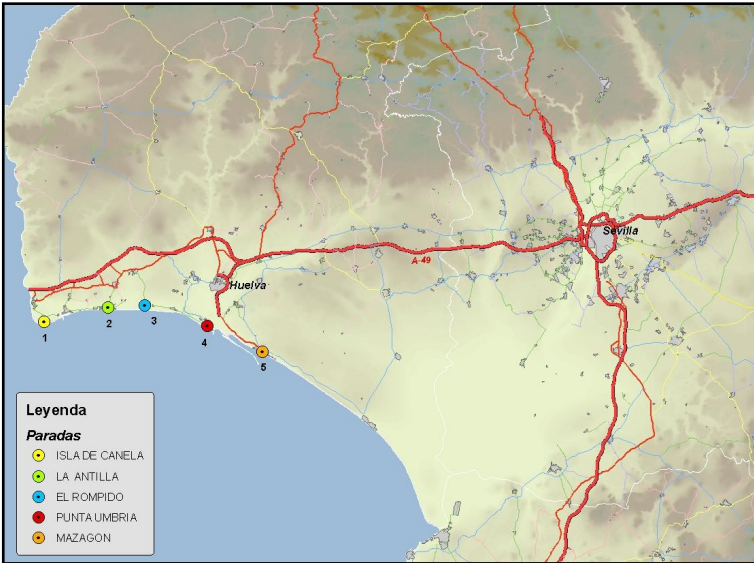 Sevilla
A-49
Huelva
1
2
3
4
5
Leyenda
Paradas
ISLA DE CANELA
LA ANTILLA
EL ROMPIDO
PUNTA UMBRIA
MAZAGON